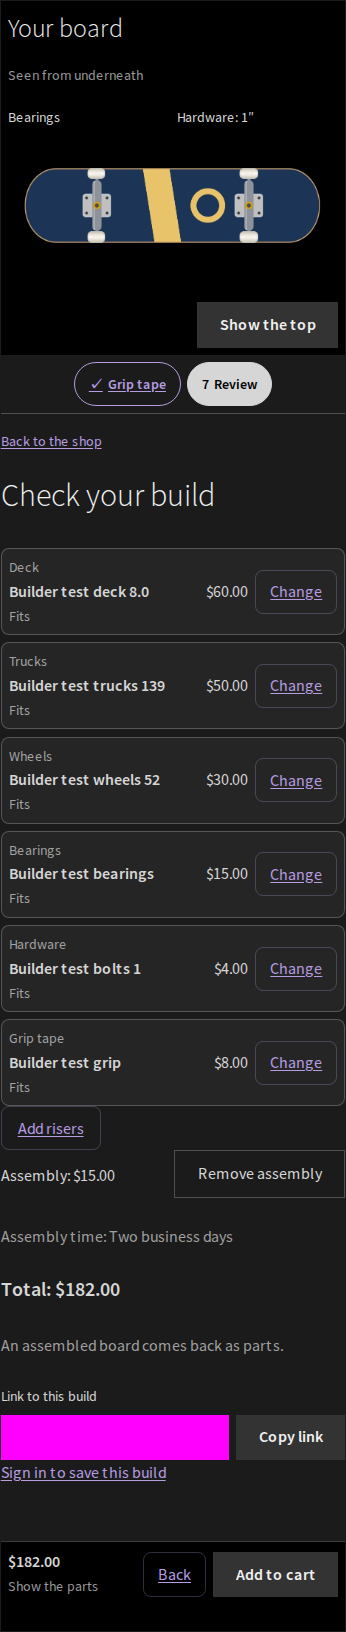 Your board
Seen from underneath
Bearings
Hardware: 1"
Show the top
✓ Grip tape
7 Review
Back to the shop
Check your build
Deck
Builder test deck 8.0
$60.00
Change
Fits
Trucks
Builder test trucks 139
$50.00
Change
Fits
Wheels
Builder test wheels 52
$30.00
Change
Fits
Bearings
Builder test bearings
$15.00
Change
Fits
Hardware
Builder test bolts 1
$4.00
Change
Fits
Grip tape
Builder test grip
$8.00
Change
Fits
Add risers
Assembly: $15.00
Remove assembly
Assembly time: Two business days
Total: $182.00
An assembled board comes back as parts.
Link to this build
Copy link
Sign in to save this build
$182.00
Show the parts
Back
Add to cart